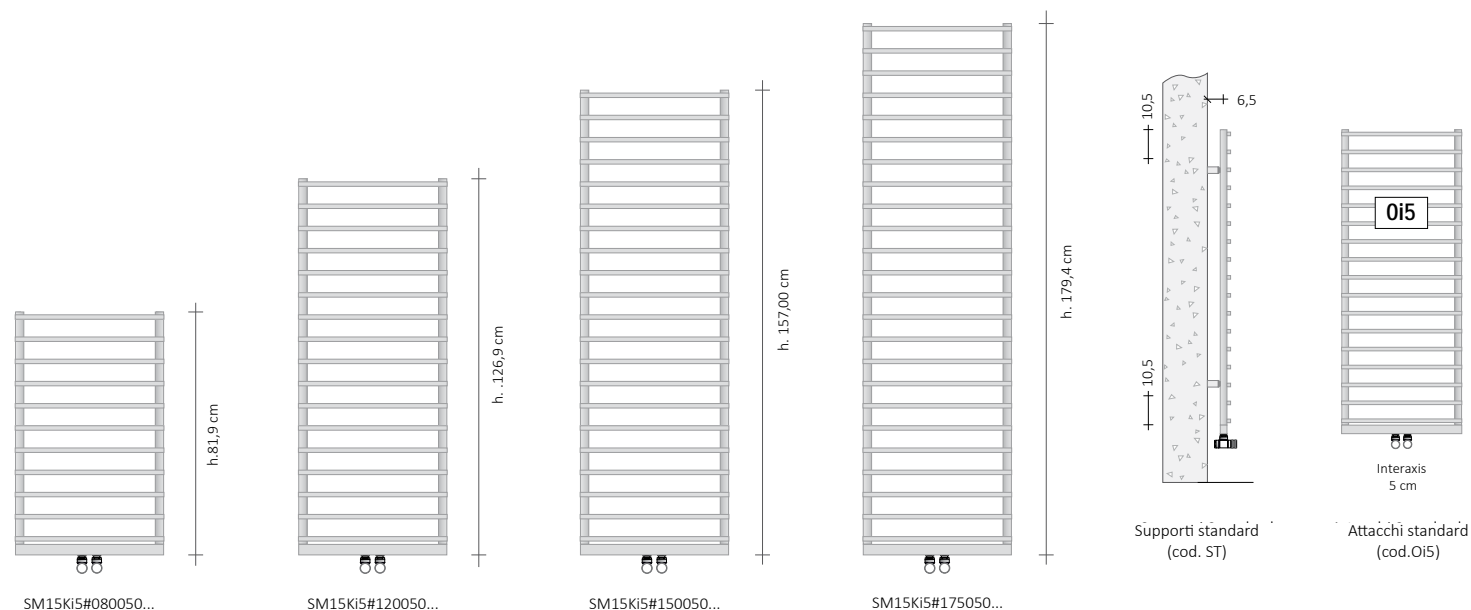 h.81,9 cm
SM15Ki5#080050...
h. .126,9 cm
SM15Ki5#120050...
h. 157,00 cm
SM15Ki5#150050...
h. 179,4 cm
SM15Ki5#175050...
10,5
6,5
10,5
Supporti standard
(cod. ST)
0i5
Interaxis
5 cm
Attacchi standard
(cod.Oi5)